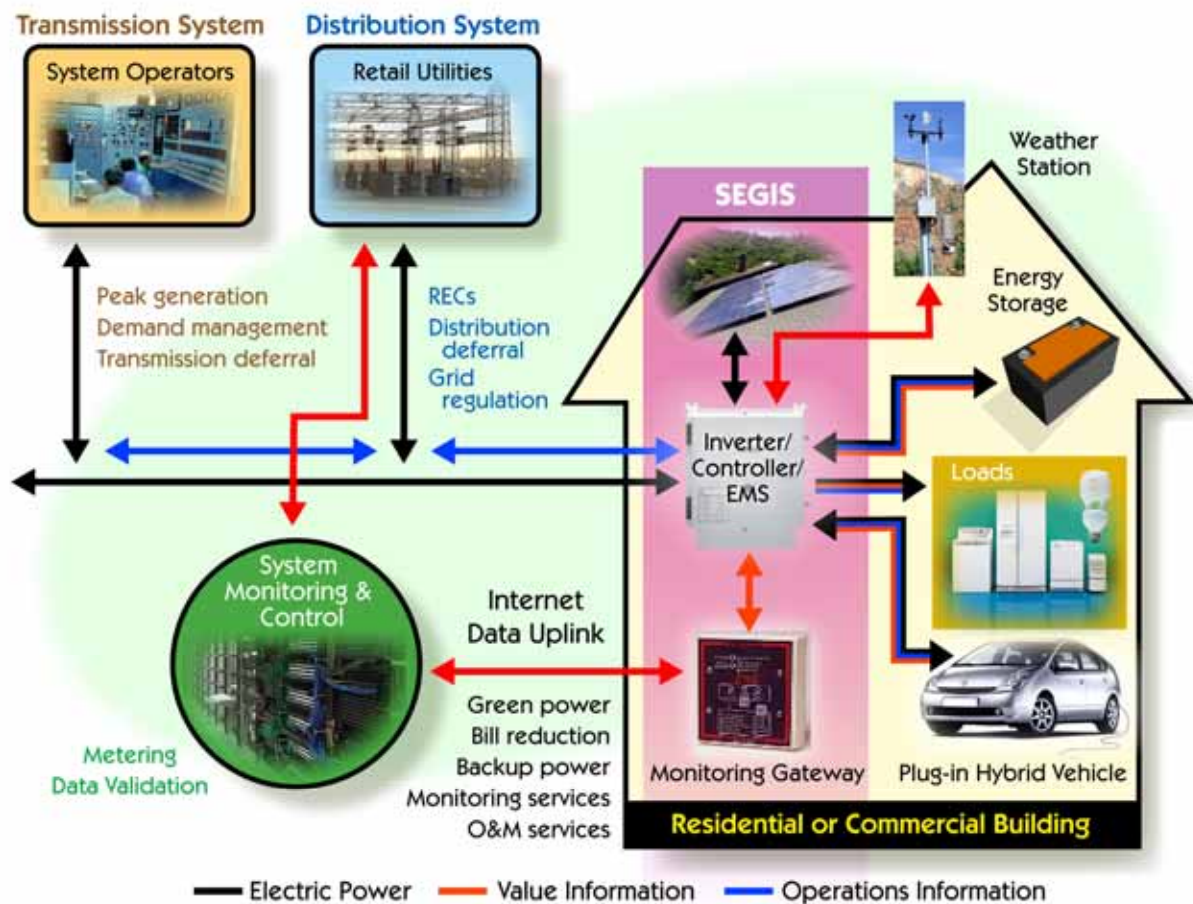 Transmission System
System Operators
Distribution System
Retail Utilities
Peak generation
Demand management
Transmission deferral
RECs
Distribution
deferral
Grid
regulation
SEGIS
Weather
Station
Energy
Storage
Inverter/
Controller/
EMS
Loads
System
Monitoring &
Control
Internet
Data Uplink
Green power
Bill reduction
Backup power
Monitoring services
O&M services
Metering
Data Validation
Monitoring Gateway
Plug-in Hybrid Vehicle
Residential or Commercial Building
Electric Power
Value Information
Operations Information